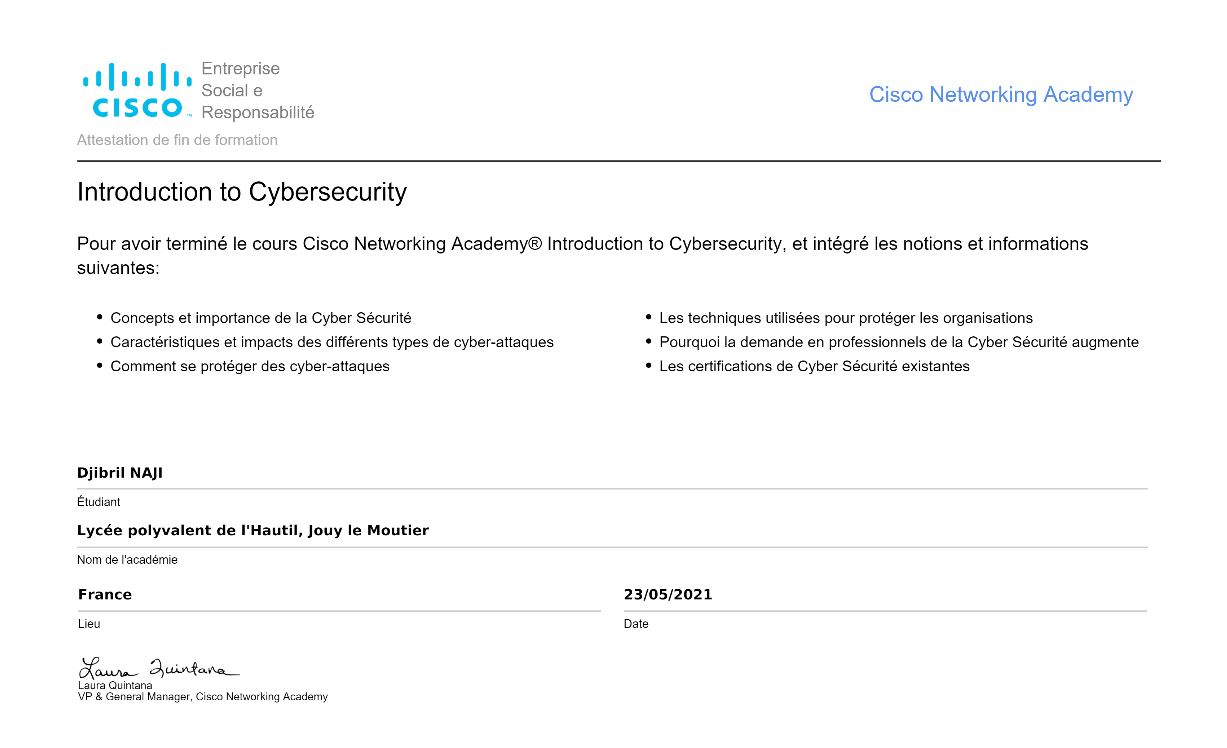 CISCO
Entreprise
Social e
Responsabilité
Cisco Networking Academy
Attestation de fin de formation
Introduction to Cybersecurity
Pour avoir terminé le cours Cisco Networking Academy® Introduction to Cybersecurity, et intégré les notions et informations
suivantes:
• Concepts et importance de la Cyber Sécurité
• Caractéristiques et impacts des différents types de cyber-attaques
• Comment se protéger des cyber-attaques
• Les techniques utilisées pour protéger les organisations
• Pourquoi la demande en professionnels de la Cyber Sécurité augmente
• Les certifications de Cyber Sécurité existantes
Djibril NAJI
Étudiant
Lycée polyvalent de l'Hautil, Jouy le Moutier
Nom de l'académie
France
Lieu
23/05/2021
Date
Laura Quintana
Laura Quintana
VP & General Manager, Cisco Networking Academy